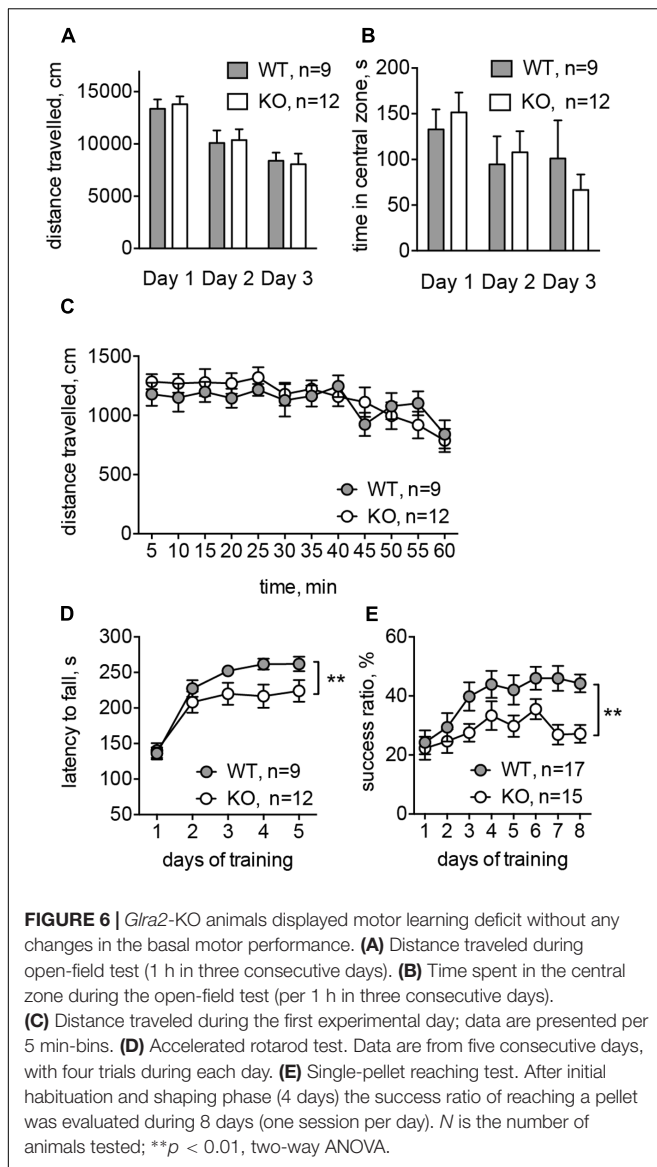 A
WT, n=9
KO, n=12
distance travelled, cm
15000
10000
5000
0
Day 1 Day 2 Day 3
B
WT, n=9
KO, n=12
time in central zone, s
200
150
100
50
0
Day 1 Day 2 Day 3
C
distance travelled, cm
1500
1000
500
0
WT, n=9
KO, n=12
5 10 15 20 25 30 35 40 45 50 55 60
time, min
D
latency to fall, s
300
250
200
150
100
50
**
WT, n=9
KO, n=12
1 2 3 4 5
days of training
E
success ratio, %
60
40
20
0
**
WT, n=17
KO, n=15
1 2 3 4 5 6 7 8
days of training
FIGURE 6 | Glra2-KO animals displayed motor learning deficit without any
changes in the basal motor performance. (A) Distance traveled during
open-field test (1 h in three consecutive days). (B) Time spent in the central
zone during the open-field test (per 1 h in three consecutive days).
(C) Distance traveled during the first experimental day; data are presented per
5 min-bins. (D) Accelerated rotarod test. Data are from five consecutive days,
with four trials during each day. (E) Single-pellet reaching test. After initial
habituation and shaping phase (4 days) the success ratio of reaching a pellet
was evaluated during 8 days (one session per day). N is the number of
animals tested; **p < 0.01, two-way ANOVA.